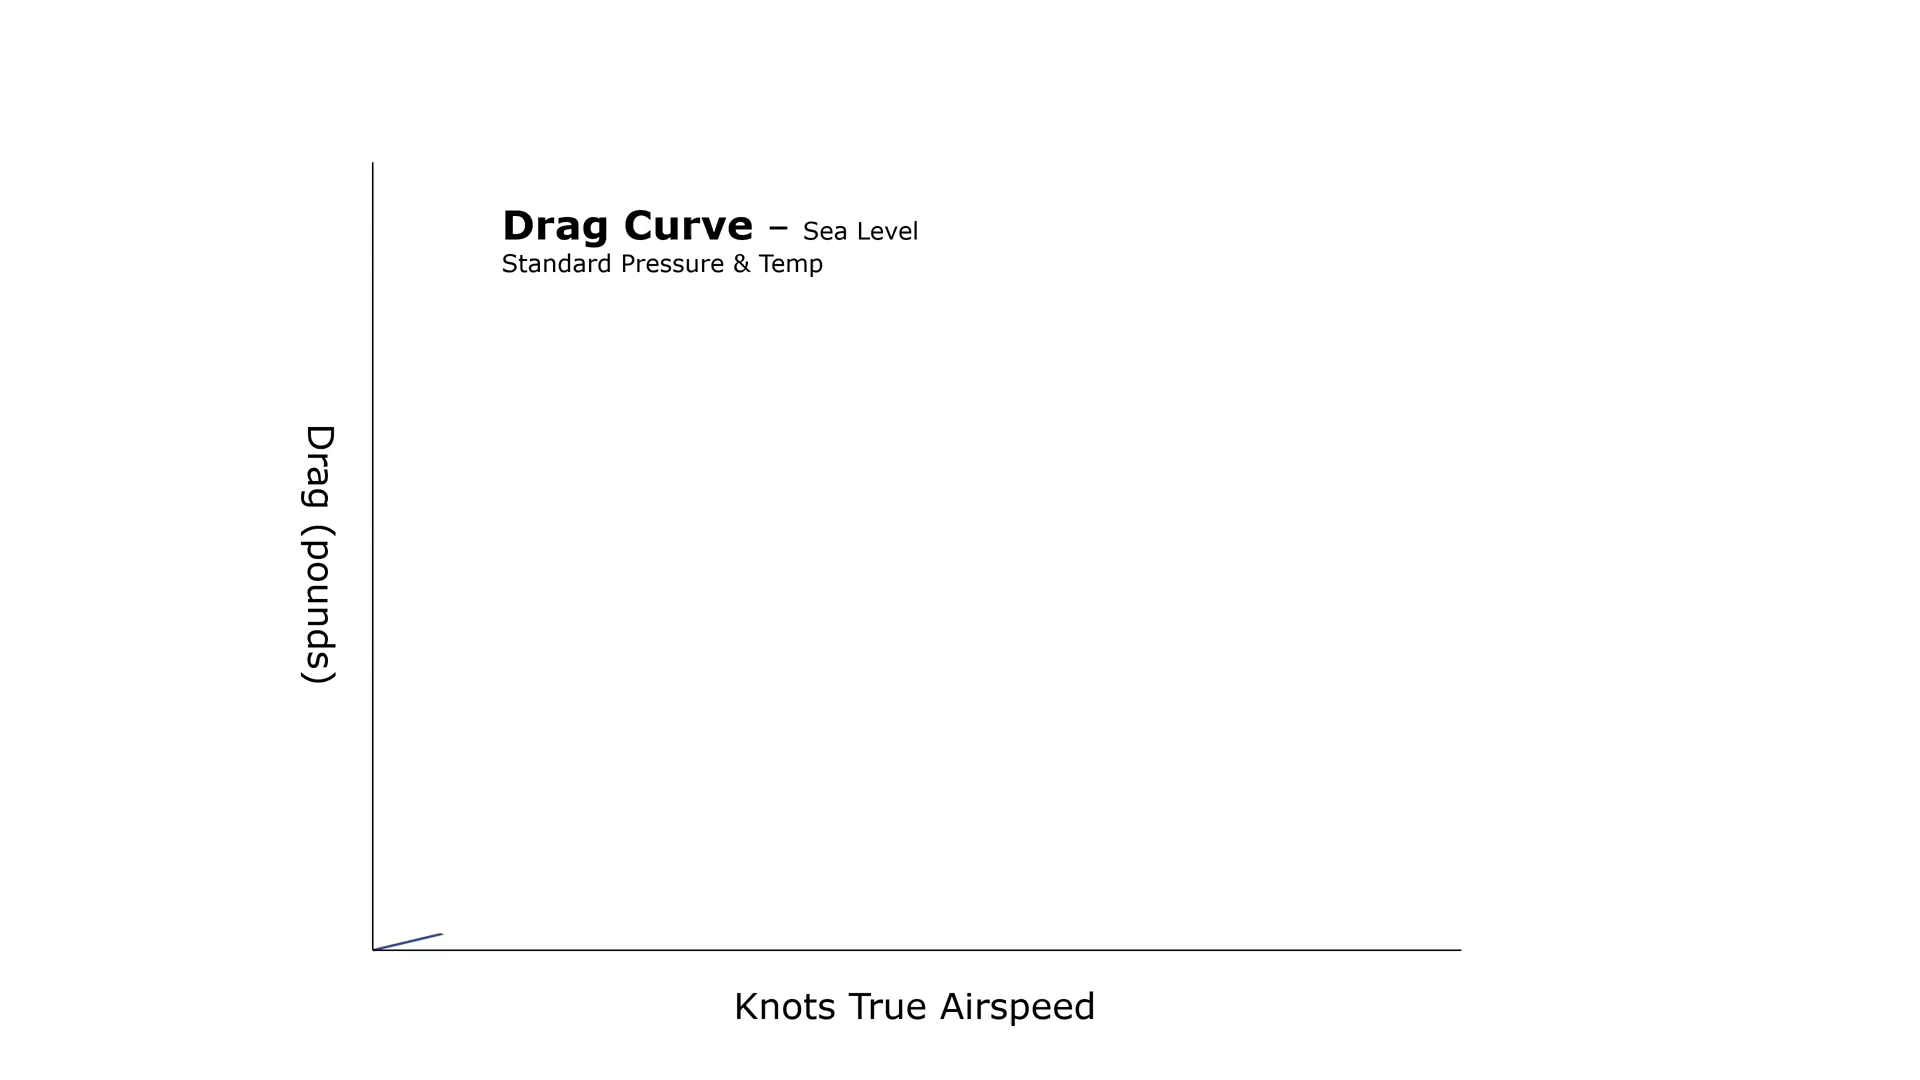 Drag Curve – Sea Level
Standard Pressure & Temp
Drag (pounds)
Knots True Airspeed